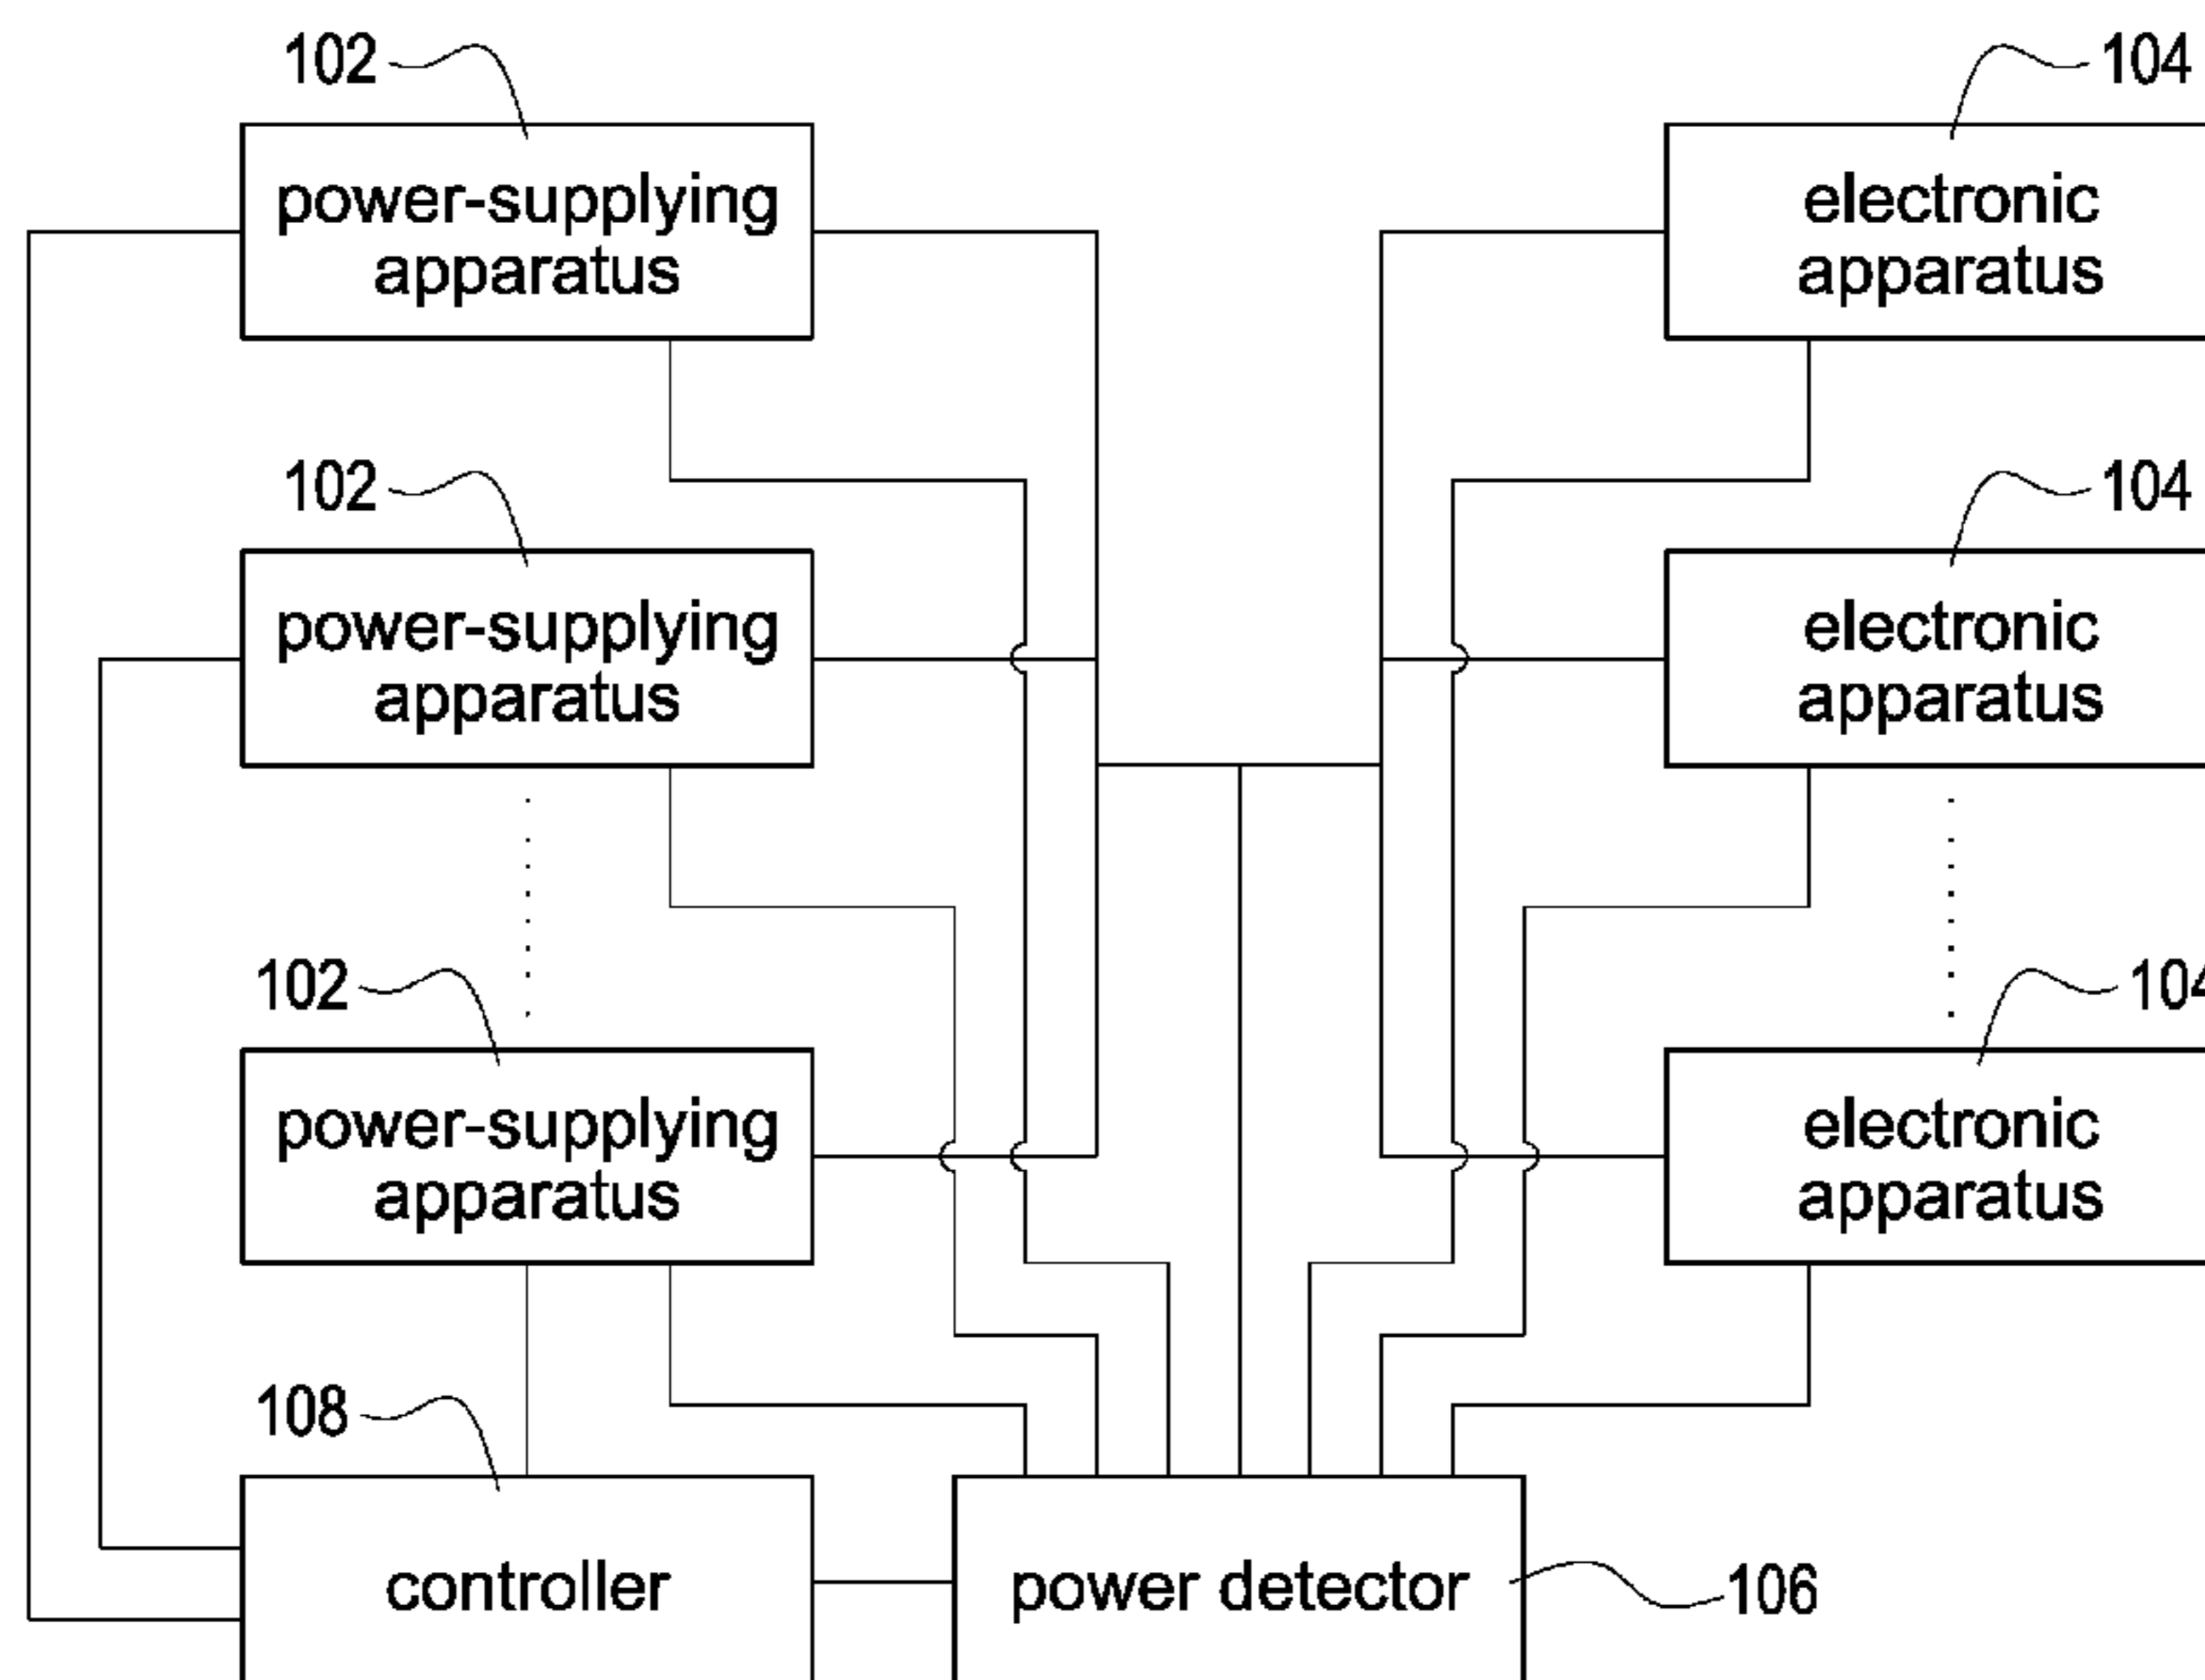 102
104
power-supplying
apparatus
electronic
apparatus
102
104
power-supplying
apparatus
electronic
apparatus
102
104
power-supplying
apparatus
electronic
apparatus
108
controller
power detector
106